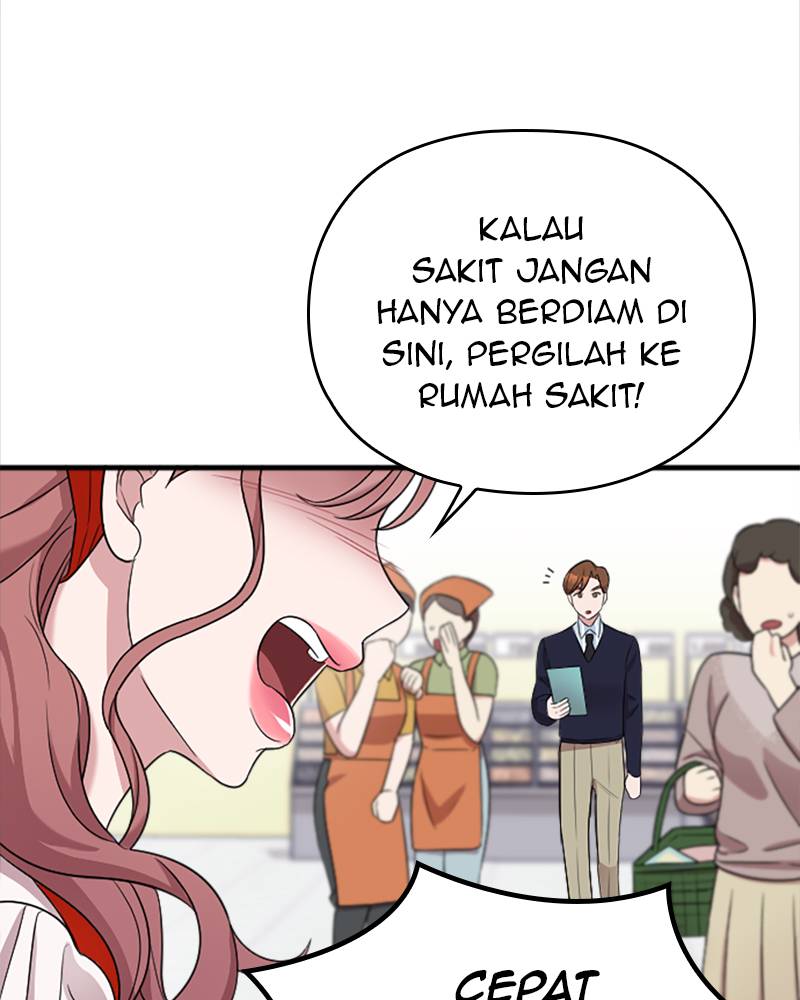 KALAU
SAKIT JANGAN
HANYA BERDIAM DI
SINI, PERGILAH KE
RUMAH SAKIT!
CEPAT